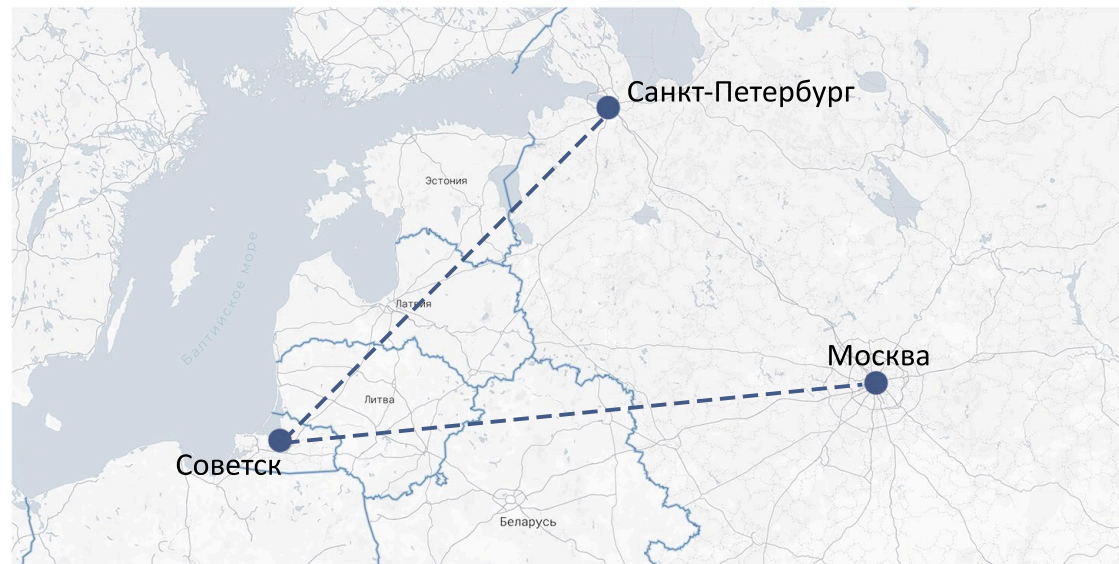 Санкт-Петербург
Эстония
Балтийское море
Латвия
Москва
Литва
Советск
Беларусь